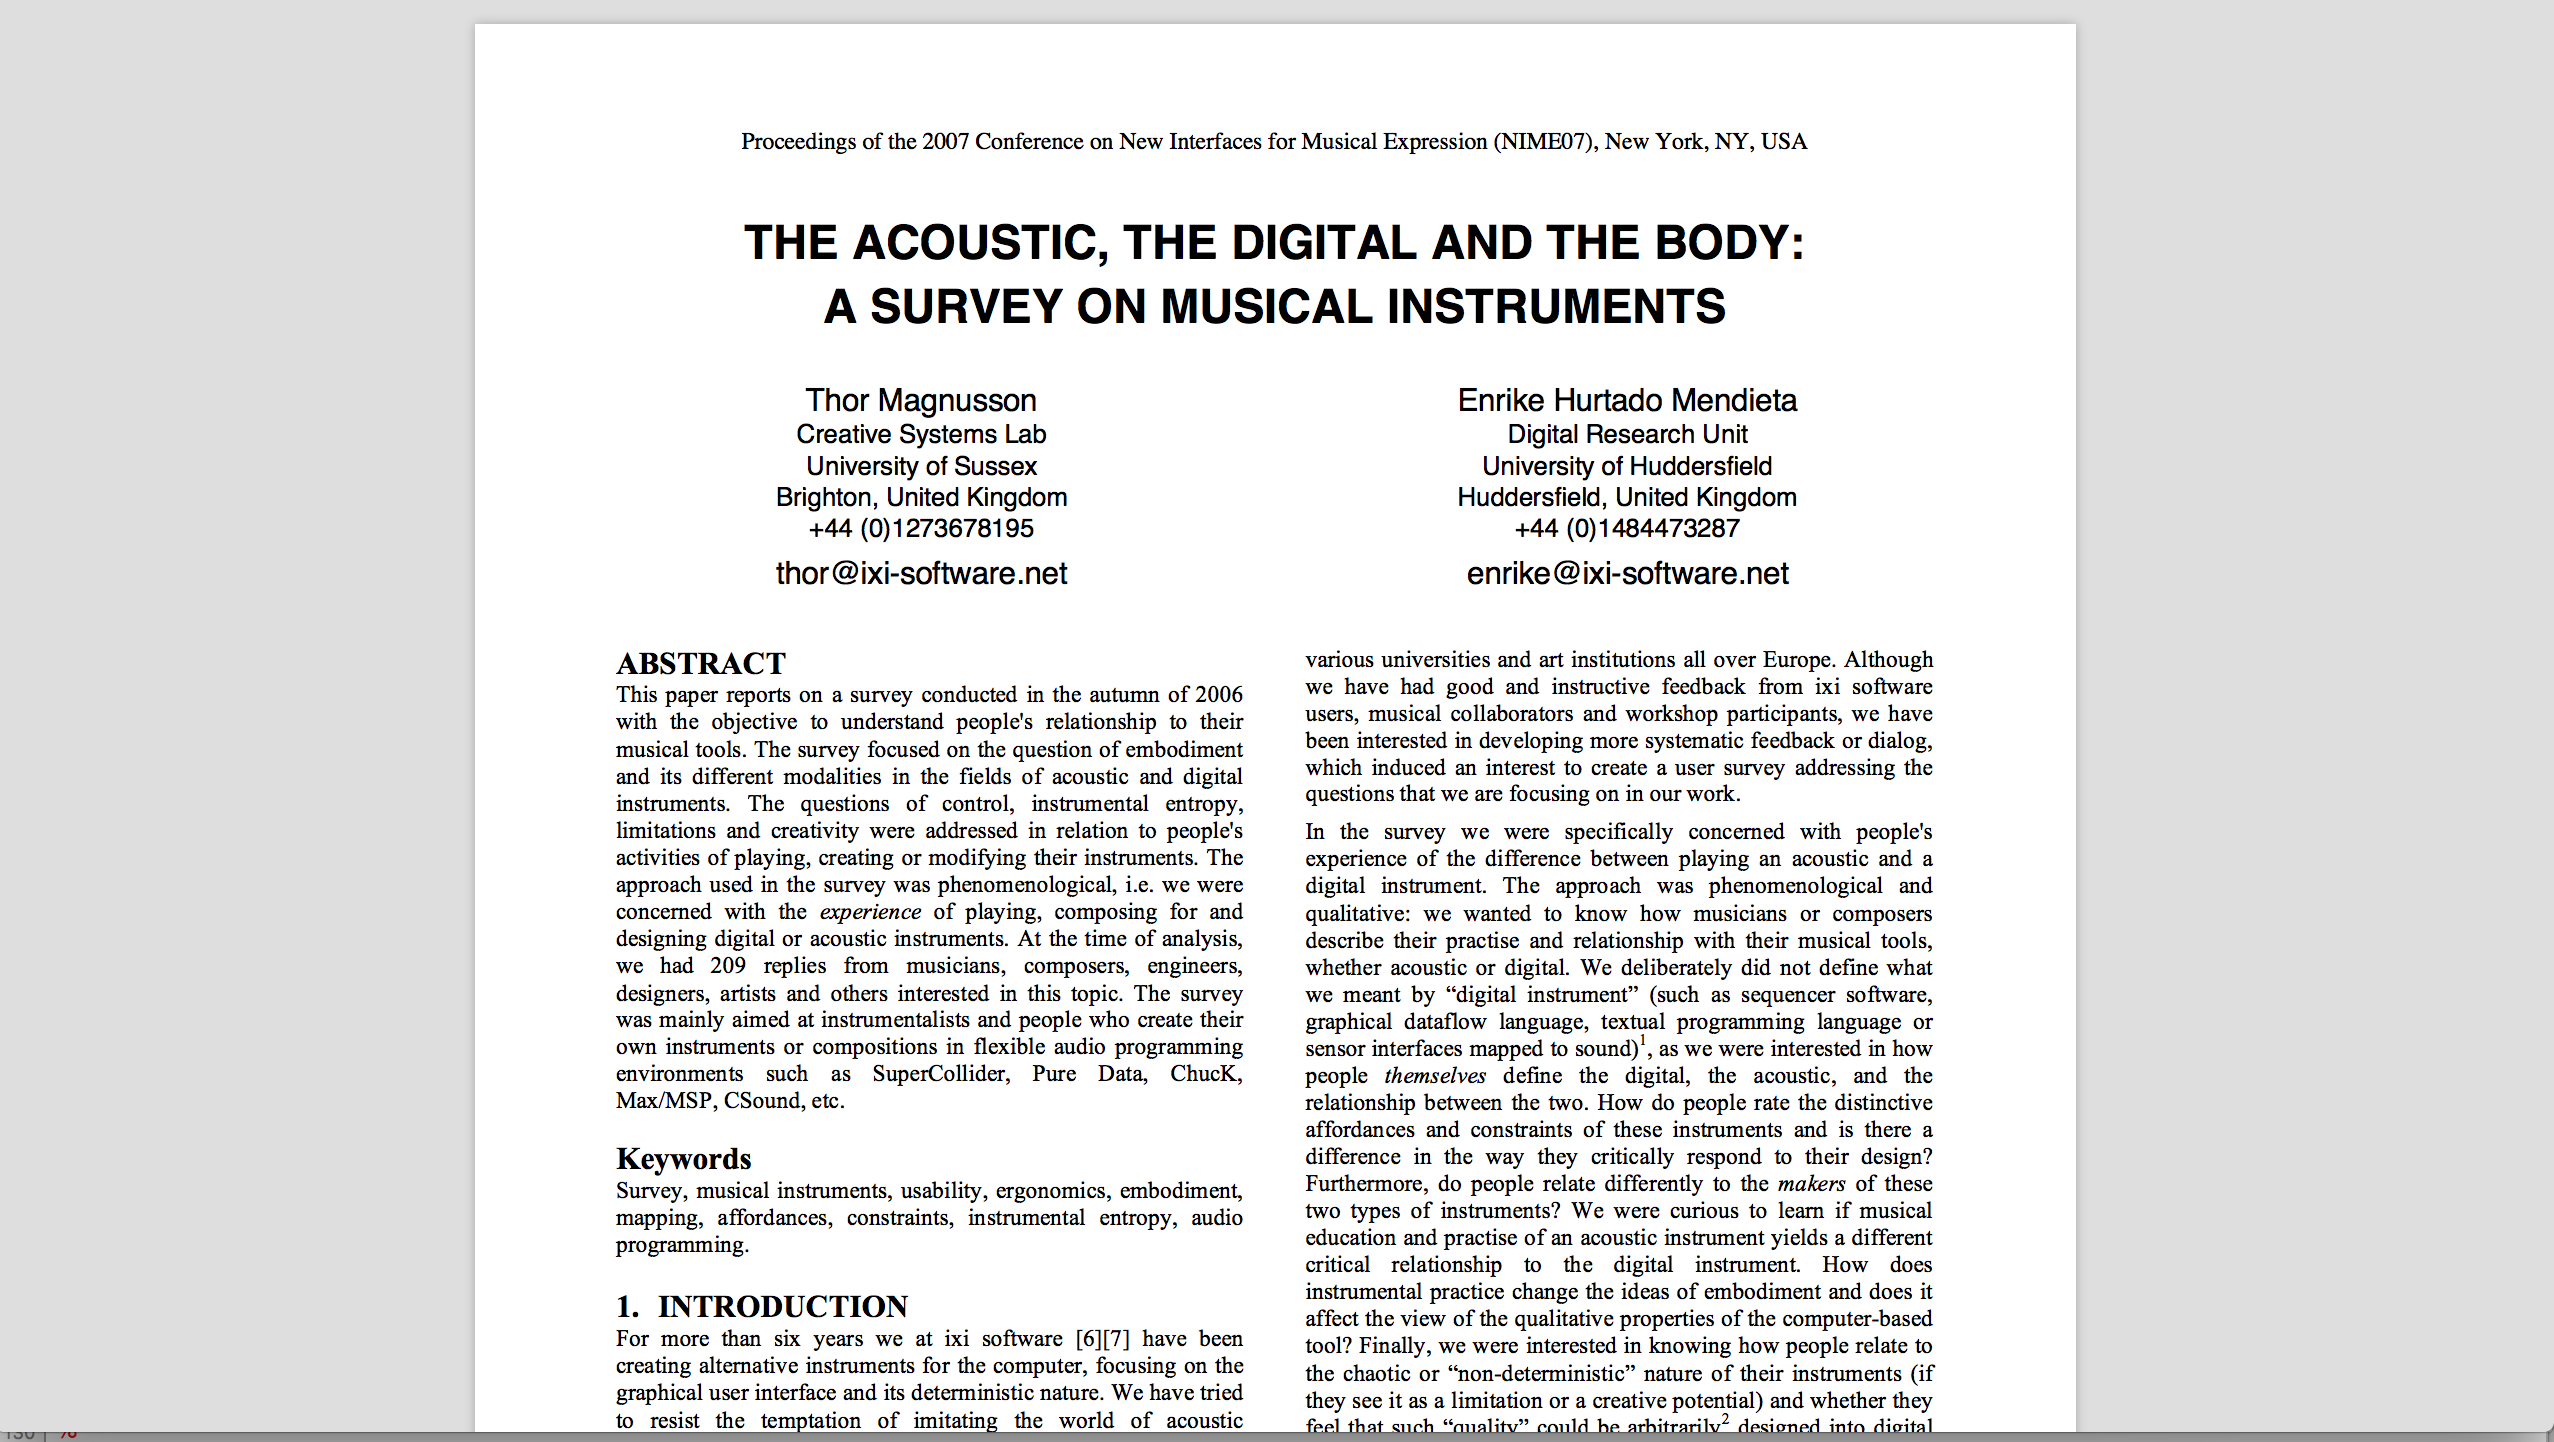 Proceedings of the 2007 Conference on New Interfaces for Musical Expression (NIME07), New York, NY, USA
THE ACOUSTIC, THE DIGITAL AND THE BODY:
A SURVEY ON MUSICAL INSTRUMENTS
Thor Magnusson
Creative Systems Lab
University of Sussex
Brighton, United Kingdom
+44 (0)1273678195
thor@ixi-software.net
Enrike Hurtado Mendieta
Digital Research Unit
University of Huddersfield
Huddersfield, United Kingdom
+44 (0)1484473287
enrike@ixi-software.net
ABSTRACT
This paper reports on a survey conducted in the autumn of 2006
with the objective to understand people's relationship to their
musical tools. The survey focused on the question of embodiment
and its different modalities in the fields of acoustic and digital
instruments. The questions of control, instrumental entropy,
limitations and creativity were addressed in relation to people's
activities of playing, creating or modifying their instruments. The
approach used in the survey was phenomenological, i.e. we were
concerned with the experience of playing, composing for and
designing digital or acoustic instruments. At the time of analysis,
we had 209 replies from musicians, composers, engineers,
designers, artists and others interested in this topic. The survey
was mainly aimed at instrumentalists and people who create their
own instruments or compositions in flexible audio programming
environments such as SuperCollider, Pure Data, ChucK,
Max/MSP, CSound, etc.
Keywords
Survey, musical instruments, usability, ergonomics, embodiment,
mapping, affordances, constraints, instrumental entropy, audio
programming.
1. INTRODUCTION
For more than six years we at ixi software [6][7] have been
creating alternative instruments for the computer, focusing on the
graphical user interface and its deterministic nature. We have tried
to resist the temptation of imitating the world of acoustic
various universities and art institutions all over Europe. Although
we have had good and instructive feedback from ixi software
users, musical collaborators and workshop participants, we have
been interested in developing more systematic feedback or dialog,
which induced an interest to create a user survey addressing the
questions that we are focusing on in our work.
In the survey we were specifically concerned with people's
experience of the difference between playing an acoustic and a
digital instrument. The approach was phenomenological and
qualitative: we wanted to know how musicians or composers
describe their practise and relationship with their musical tools,
whether acoustic or digital. We deliberately did not define what
we meant by “digital instrument” (such as sequencer software,
graphical dataflow language, textual programming language or
sensor interfaces mapped to sound)1, as we were interested in how
people themselves define the digital, the acoustic, and the
relationship between the two. How do people rate the distinctive
affordances and constraints of these instruments and is there a
difference in the way they critically respond to their design?
Furthermore, do people relate differently to the makers of these
two types of instruments? We were curious to learn if musical
education and practise of an acoustic instrument yields a different
critical relationship to the digital instrument. How does
instrumental practice change the ideas of embodiment and does it
affect the view of the qualitative properties of the computer-based
tool? Finally, we were interested in knowing how people relate to
the chaotic or “non-deterministic” nature of their instruments (if
they see it as a limitation or a creative potential) and whether they
feel that such “quality” could be arbitrarily2 designed into digital